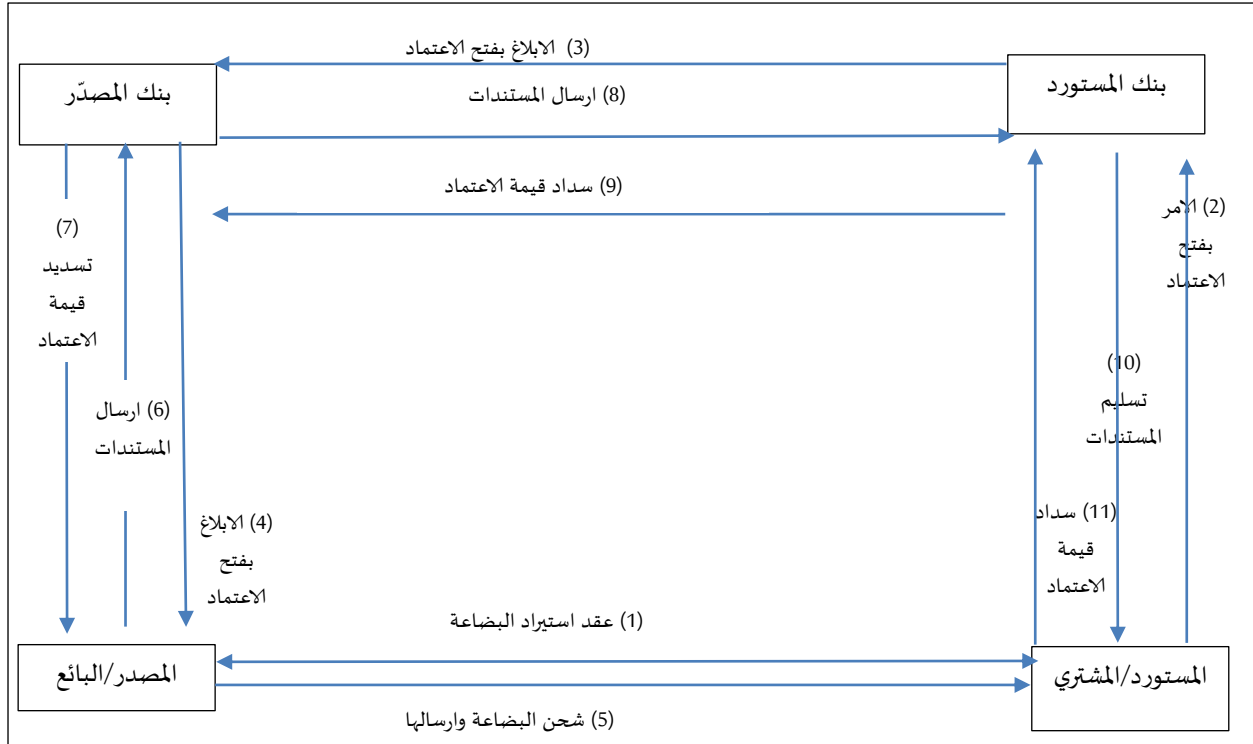 (3) الابلاغ بفتح الاعتماد
بنك المستورد
بنك المصدّر
(8) ارسال المستندات
(9) سداد قيمة الاعتماد
(2) الامر
بفتح
الاعتماد
(7)
تسديد
قيمة
الاعتماد
(10)
تسليم
المستندات
(6) ارسال
المستندات
(11) سداد
قيمة
الاعتماد
(4) الابلاغ
بفتح
الاعتماد
(1) عقد استيراد البضاعة
المستورد/المشتري
المصدر/البائع
(5) شحن البضاعة وارسالها